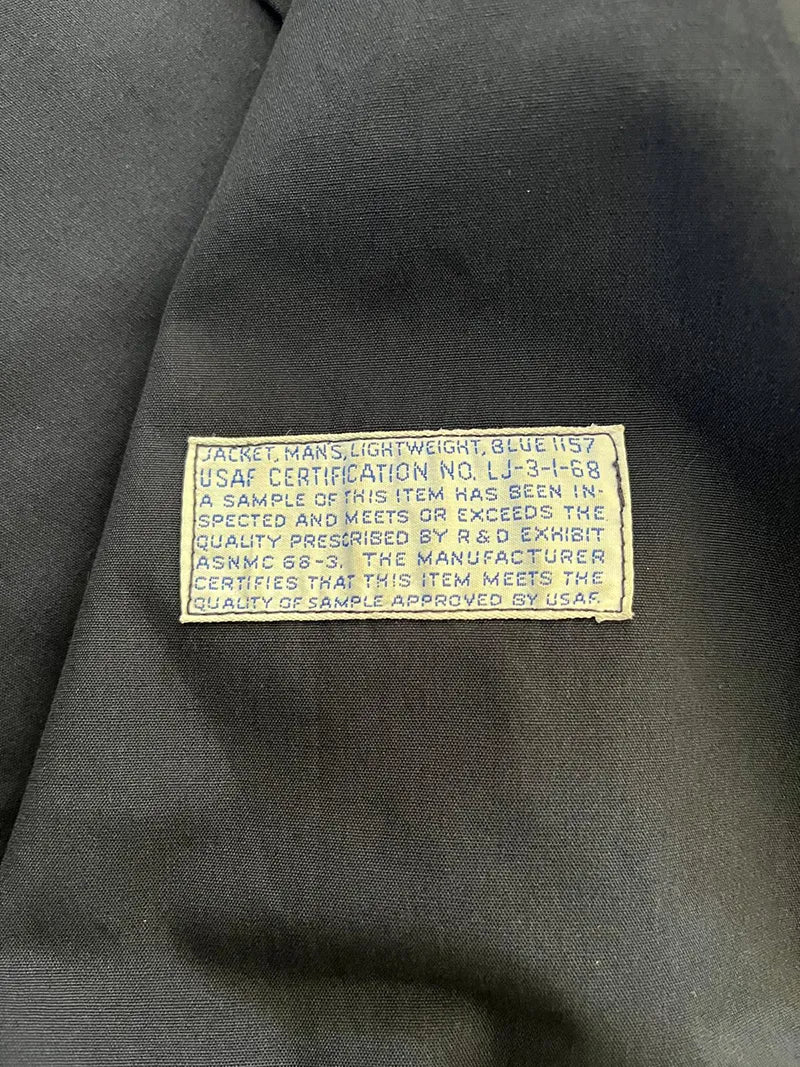 JACKET, MAN'S, LIGHTWEIGHT, BLUE 1157
USAF CERTIFICATION NO. LJ-3-1-68
A SAMPLE OF THIS ITEM HAS BEEN IN-
SPECTED AND MEETS OR EXCEEDS THE
QUALITY PRESCRIBED BY R & D EXHIBIT
ASNMC 68-3. THE MANUFACTURER
CERTIFIES THAT THIS ITEM MEETS THE
QUALITY OF SAMPLE APPROVED BY USAF.